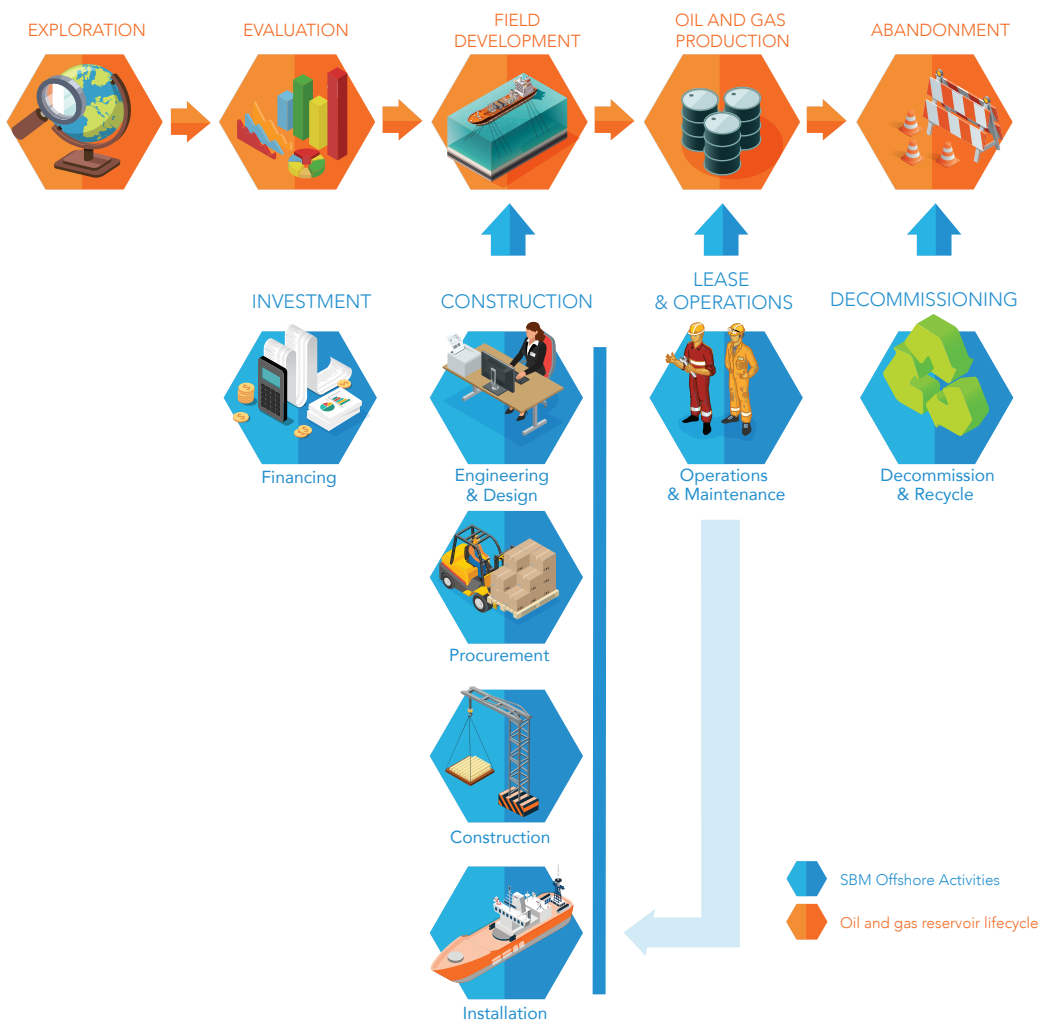 EXPLORATION
EVALUATION
FIELD
DEVELOPMENT
OIL AND GAS
PRODUCTION
ABANDONMENT
INVESTMENT
CONSTRUCTION
LEASE
& OPERATIONS
DECOMMISSIONING
Financing
Engineering
& Design
Operations
& Maintenance
Decommission
& Recycle
Procurement
Construction
Installation
SBM Offshore Activities
Oil and gas reservoir lifecycle